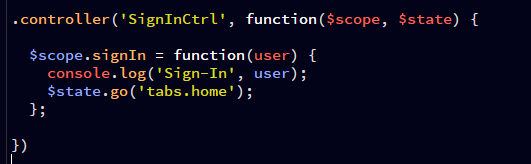 .controller('SignInCtrl', function($scope, $state) {
$scope.signIn = function(user) {
console.log('Sign-In', user);
$state.go('tabs.home');
};
})